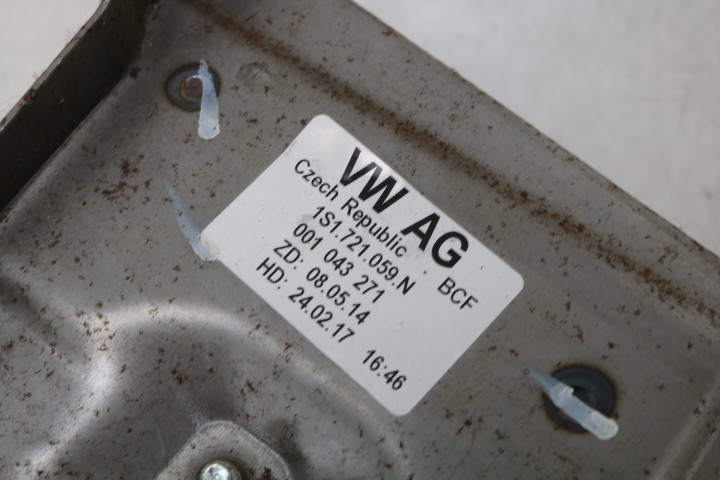 VW AG
Czech Republic
1S1.721.059.N BCF
001 043 271
ZD: 08.05.14
HD: 24.02.17 16:46